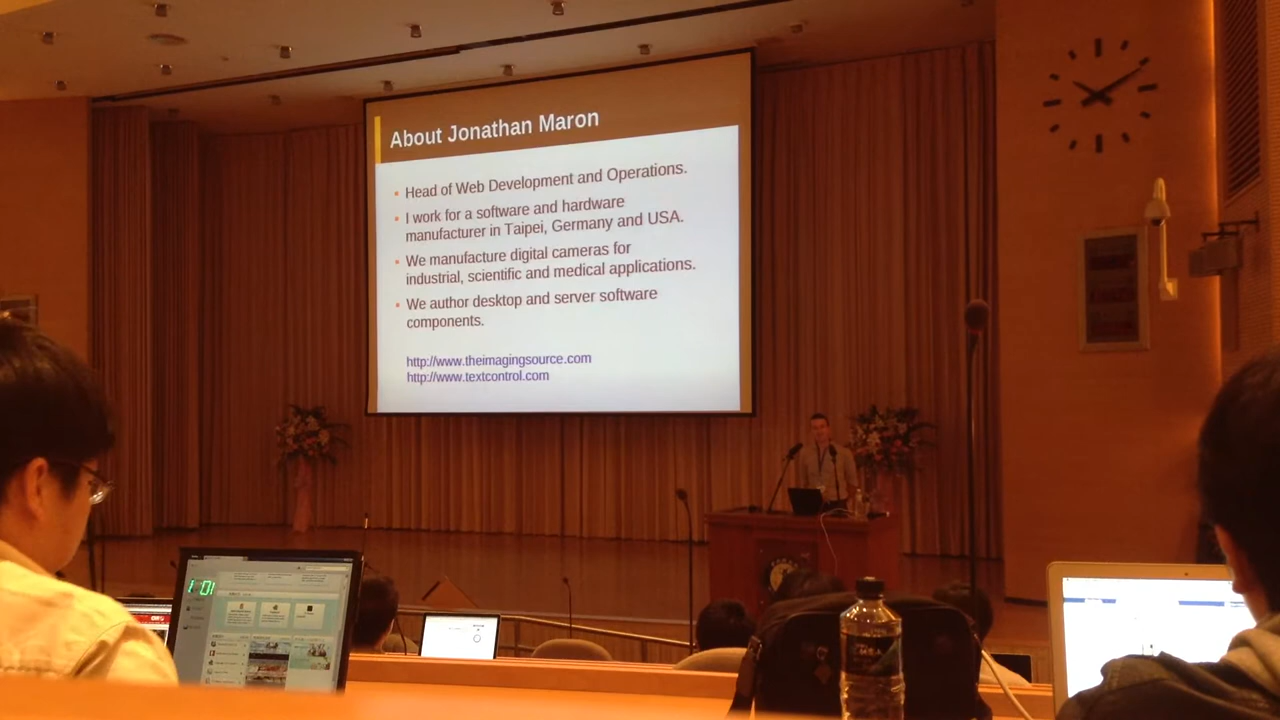 About Jonathan Maron
Head of Web Development and Operations.
I work for a software and hardware
manufacturer in Taipei, Germany and USA.
We manufacture digital cameras for
industrial, scientific and medical applications.
We author desktop and server software
components.
http://www.theimagingsource.com
http://www.textcontrol.com